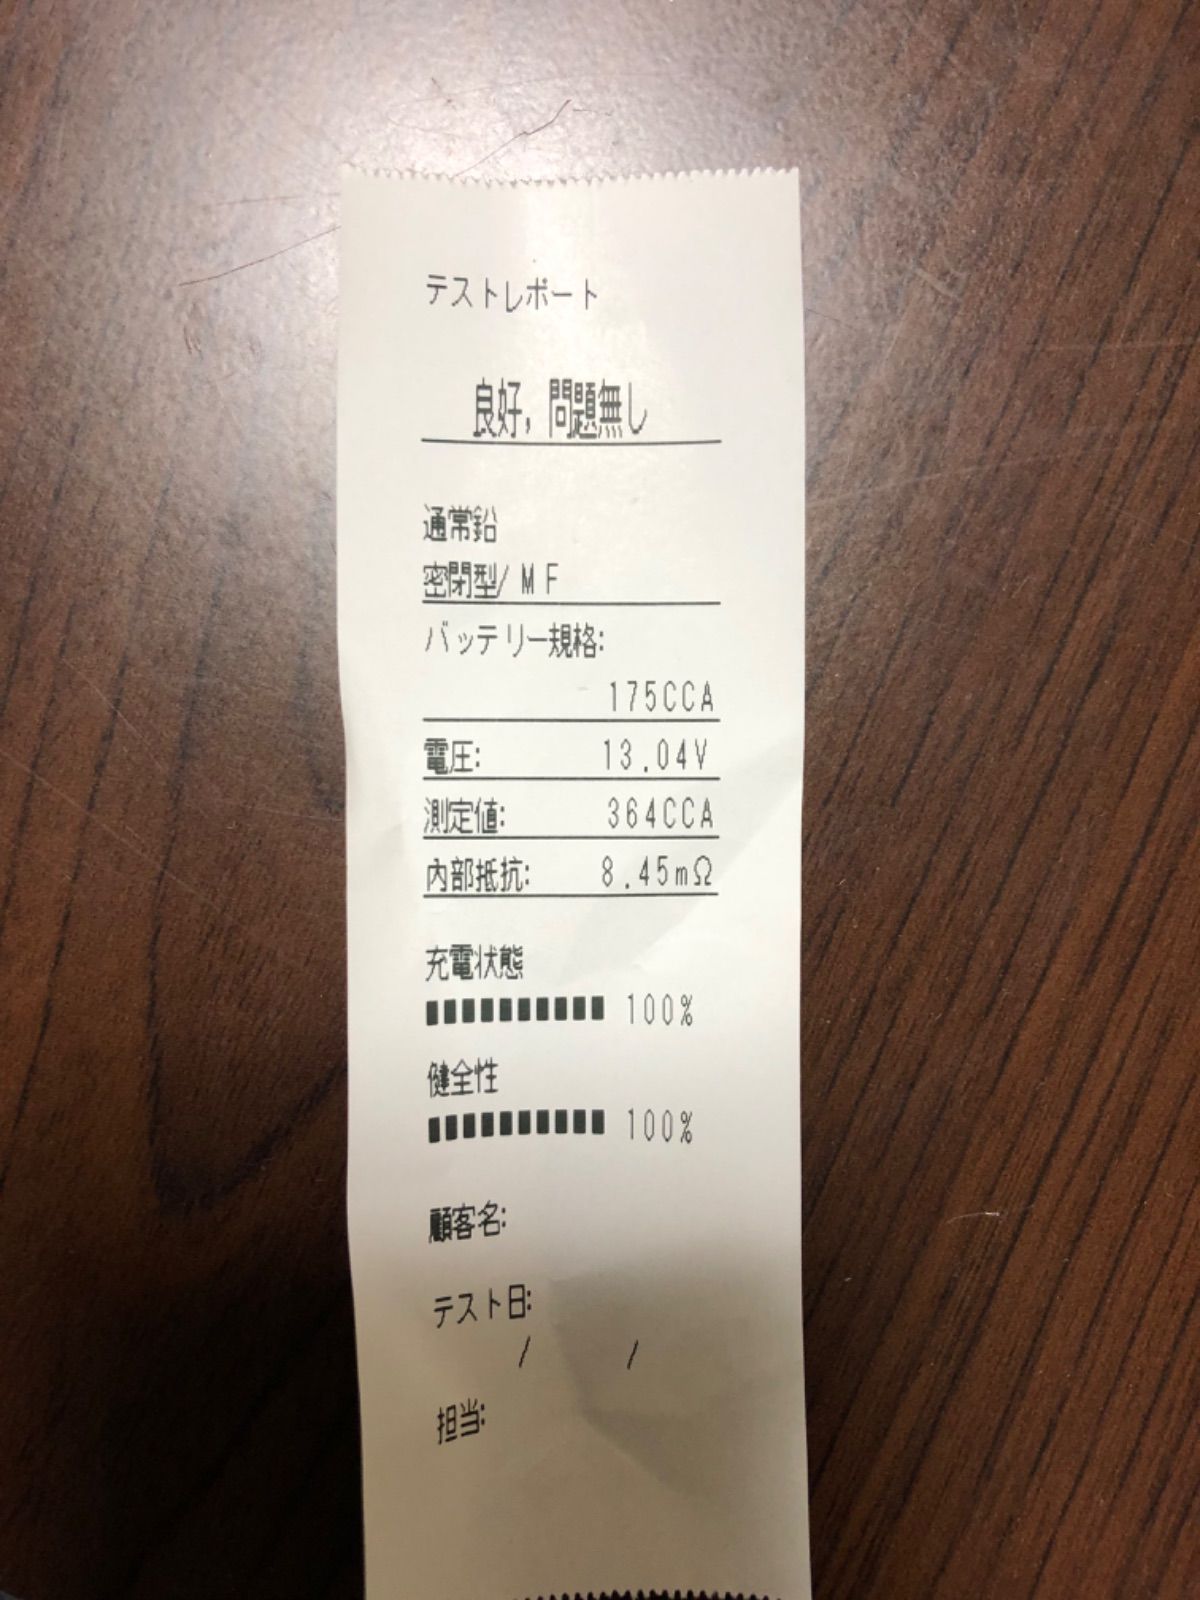 テストレポート
良好,問題無し
通常鉛
密閉型/MF
バッテリー規格:
175CCA
電圧: 13.04V
測定値: 364CCA
内部抵抗: 8.45mΩ
充電状態
100%
健全性
100%
顧客名:
テスト日:
/ /
担当: